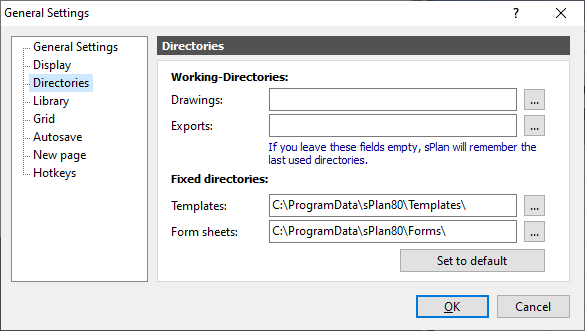 General Settings
?
General Settings
Display
Directories
Library
Grid
Autosave
New page
Hotkeys
Directories
Working-Directories:
Drawings:
...
Exports:
...
If you leave these fields empty, sPlan will remember the
last used directories.
Fixed directories:
Templates: C:\ProgramData\sPlan80\Templates\ ...
Form sheets: C:\ProgramData\sPlan80\Forms\ ...
Set to default
OK Cancel